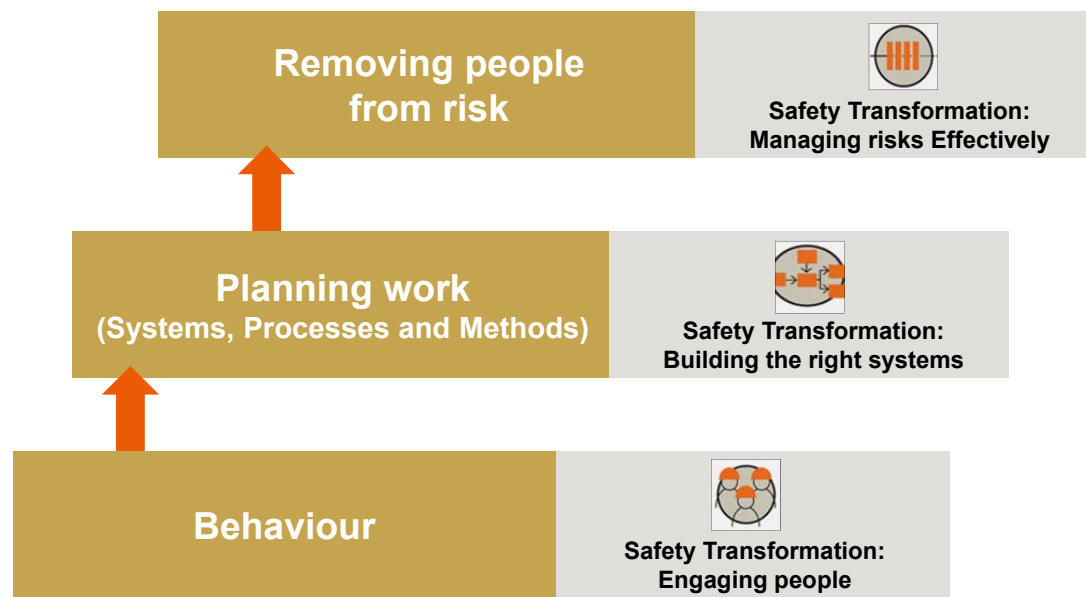 Removing people
from risk
Safety Transformation:
Managing risks Effectively
Planning work
(Systems, Processes and Methods)
Safety Transformation:
Building the right systems
Behaviour
Safety Transformation:
Engaging people